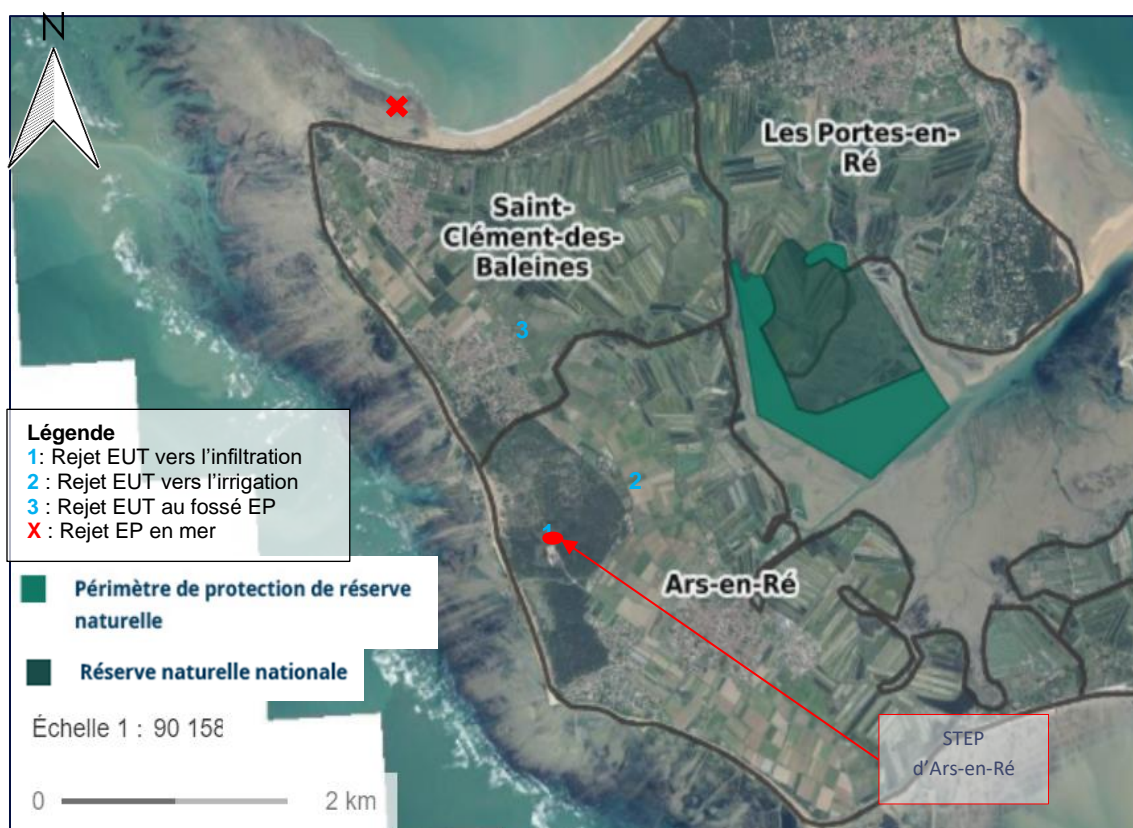 N
Les Portes-en-
Ré
Saint-
Clément-des-
Baleines
3
Légende
1: Rejet EUT vers l'infiltration
2 : Rejet EUT vers l'irrigation
3 : Rejet EUT au fossé EP
X : Rejet EP en mer
2
1
Ars-en-Ré
Périmètre de protection de réserve
naturelle
Réserve naturelle nationale
Échelle 1 : 90 158
0 2 km
STEP
d'Ars-en-Ré